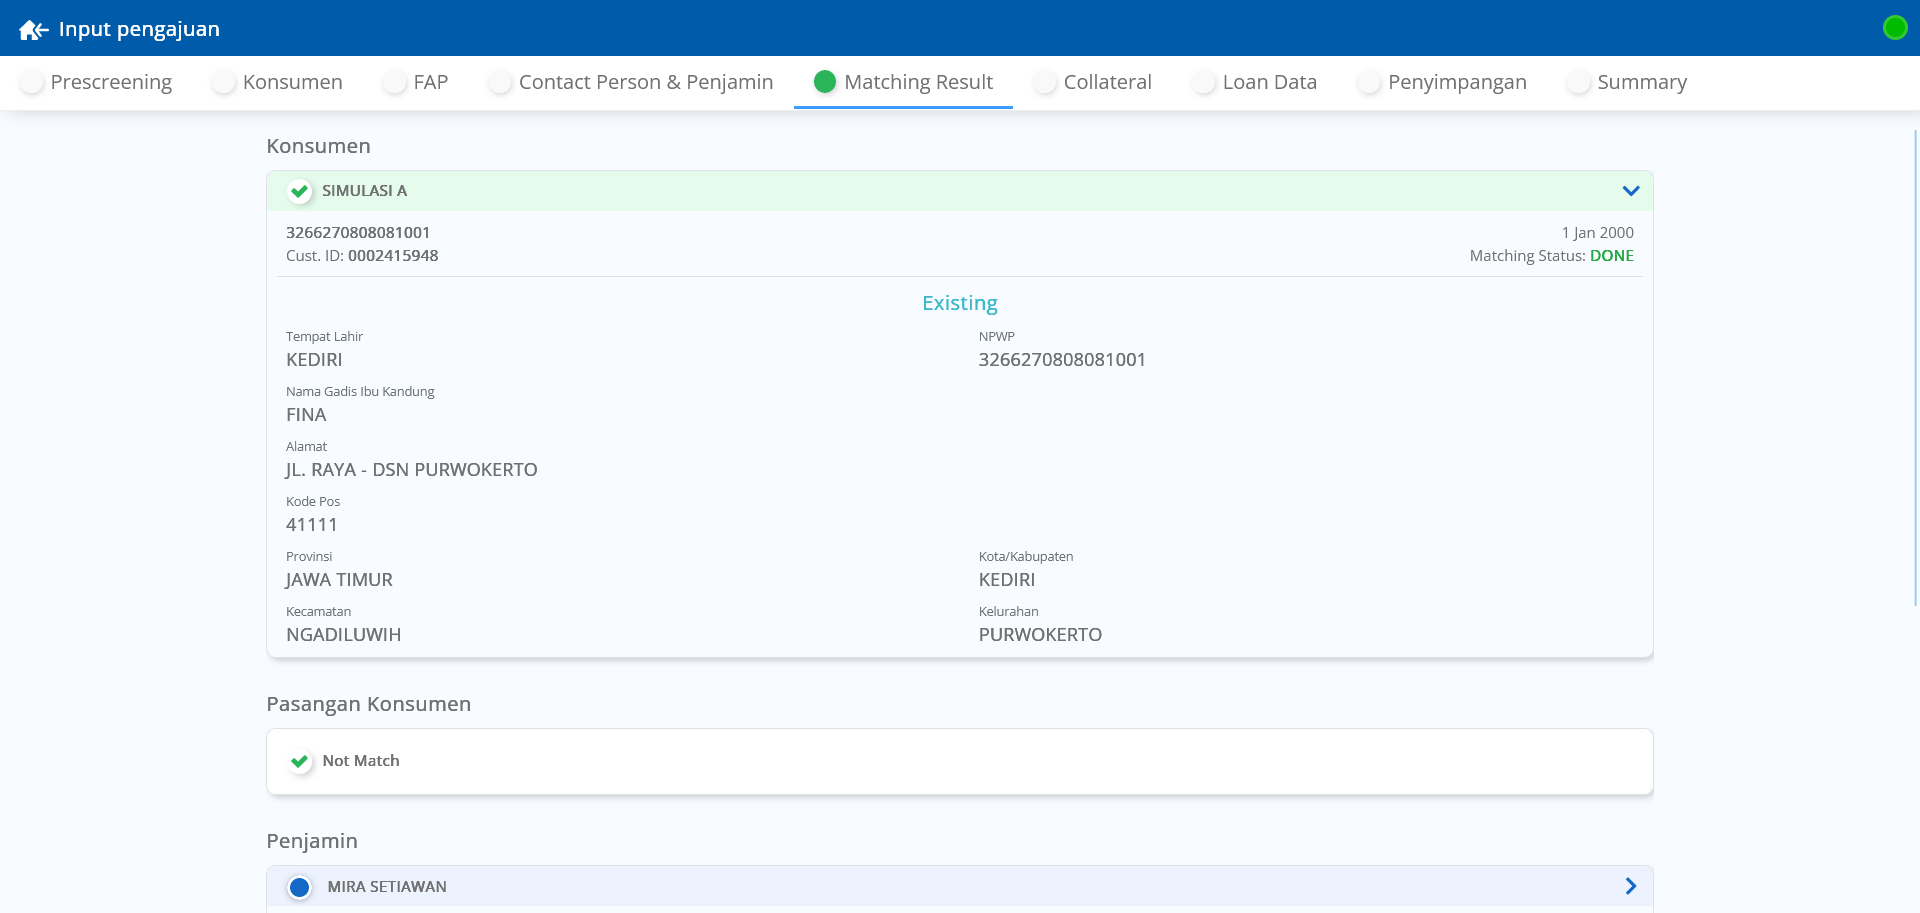 Input pengajuan
Prescreening
Konsumen
FAP
Contact Person & Penjamin
Matching Result
Collateral
Loan Data
Penyimpangan
Summary
Konsumen
SIMULASI A
3266270808081001
1 Jan 2000
Cust. ID: 0002415948
Matching Status: DONE
Existing
Tempat Lahir
KEDIRI
NPWP
3266270808081001
Nama Gadis Ibu Kandung
FINA
Alamat
JL. RAYA - DSN PURWOKERTO
Kode Pos
41111
Provinsi
JAWA TIMUR
Kota/Kabupaten
KEDIRI
Kecamatan
NGADILUWIH
Kelurahan
PURWOKERTO
Pasangan Konsumen
Not Match
Penjamin
MIRA SETIAWAN